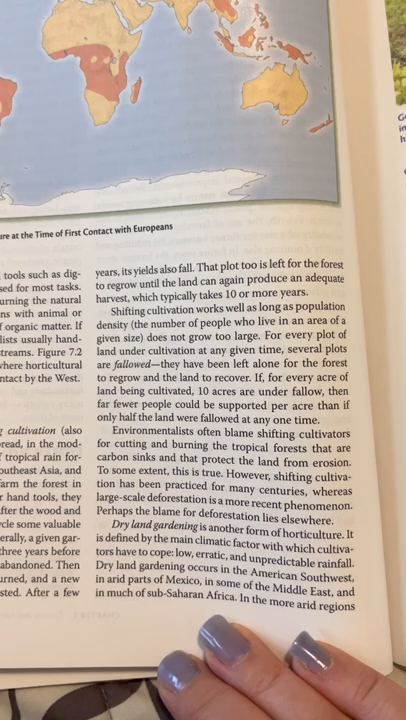 ure at the Time of First Contact with Europeans
tools such as dig-
sed for most tasks.
urning the natural
ns with animal or
f organic matter. If
lists usually hand-
streams. Figure 7.2
where horticultural
ntact by the West.
g cultivation (also
read, in the mod-
f tropical rain for-
outheast Asia, and
arm the forest in
r hand tools, they
fter the wood and
cle some valuable
erally, a given gar-
three years before
abandoned. Then
urned, and a new
sted. After a few
years, its yields also fall. That plot too is left for the forest
to regrow until the land can again produce an adequate
harvest, which typically takes 10 or more years.
Shifting cultivation works well as long as population
density (the number of people who live in an area of a
given size) does not grow too large. For every plot of
land under cultivation at any given time, several plots
are fallowed—they have been left alone for the forest
to regrow and the land to recover. If, for every acre of
land being cultivated, 10 acres are under fallow, then
far fewer people could be supported per acre than if
only half the land were fallowed at any one time.
Environmentalists often blame shifting cultivators
for cutting and burning the tropical forests that are
carbon sinks and that protect the land from erosion.
To some extent, this is true. However, shifting cultiva-
tion has been practiced for many centuries, whereas
large-scale deforestation is a more recent phenomenon.
Perhaps the blame for deforestation lies elsewhere.
Dry land gardening is another form of horticulture. It
is defined by the main climatic factor with which cultiva-
tors have to cope: low, erratic, and unpredictable rainfall.
Dry land gardening occurs in the American Southwest,
in arid parts of Mexico, in some of the Middle East, and
in much of sub-Saharan Africa. In the more arid regions